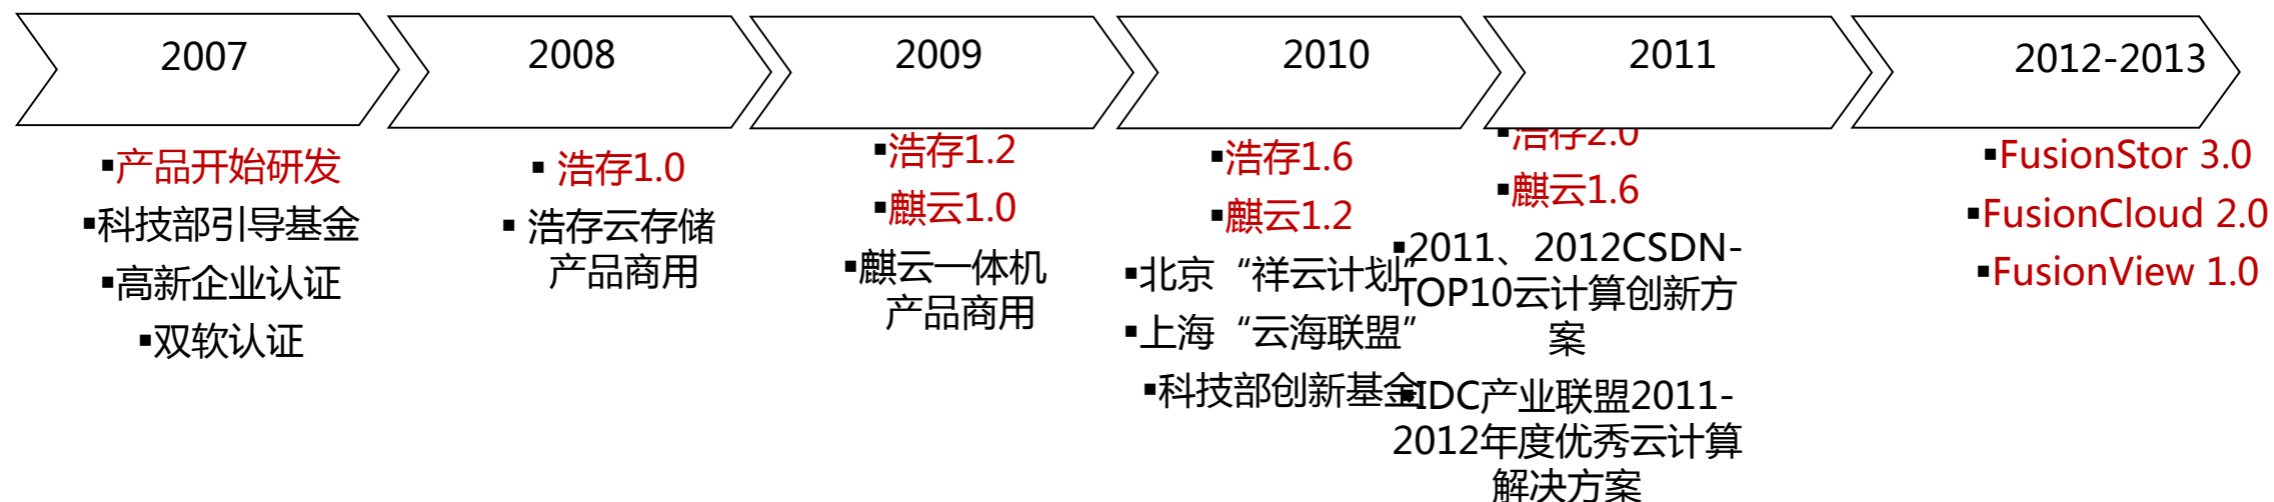 2007
▪产品开始研发
▪科技部引导基金
▪高新企业认证
▪双软认证
2008
▪ 浩存1.0
▪ 浩存云存储
产品商用
2009
▪浩存1.2
▪麒云1.0
▪麒云一体机
产品商用
2010
▪浩存1.6
▪麒云1.2
▪北京“祥云计划”
▪上海“云海联盟”
▪科技部创新基金
2011
▪浩存2.0
▪麒云1.6
▪2011、2012CSDN-
TOP10云计算创新方
案
▪IDC产业联盟2011-
2012年度优秀云计算
解决方案
2012-2013
▪FusionStor 3.0
▪FusionCloud 2.0
▪FusionView 1.0